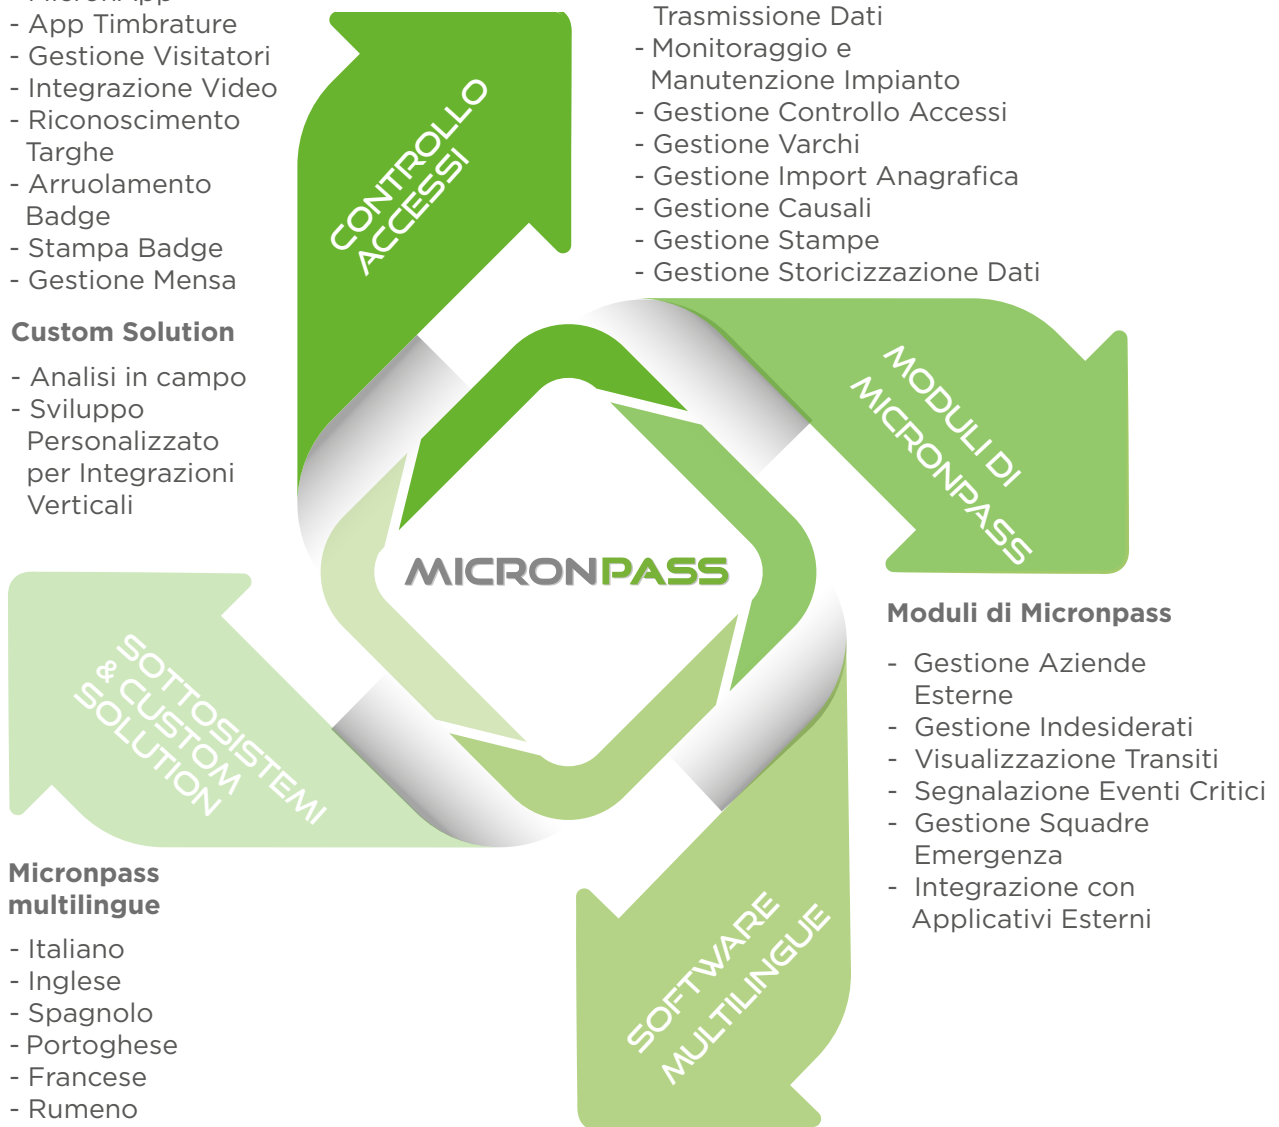 - App Timbrature
- Gestione Visitatori
- Integrazione Video
- Riconoscimento
Targhe
- Arruolamento
Badge
- Stampa Badge
- Gestione Mensa
Custom Solution
- Analisi in campo
- Sviluppo
Personalizzato
per Integrazioni
Verticali
CONTROLLO
ACCESSI
Trasmissione Dati
- Monitoraggio e
Manutenzione Impianto
- Gestione Controllo Accessi
- Gestione Varchi
- Gestione Import Anagrafica
- Gestione Causali
- Gestione Stampe
- Gestione Storicizzazione Dati
MODULI DI
MICRONPASS
MICRONPASS
Moduli di Micronpass
- Gestione Aziende
Esterne
- Gestione Indesiderati
- Visualizzazione Transiti
- Segnalazione Eventi Critici
- Gestione Squadre
Emergenza
- Integrazione con
Applicativi Esterni
SOTTOSISTEMI
& CUSTOM
SOLUTION
Micronpass
multilingue
- Italiano
- Inglese
- Spagnolo
- Portoghese
- Francese
- Rumeno
SOFTWARE
MULTILINGUE